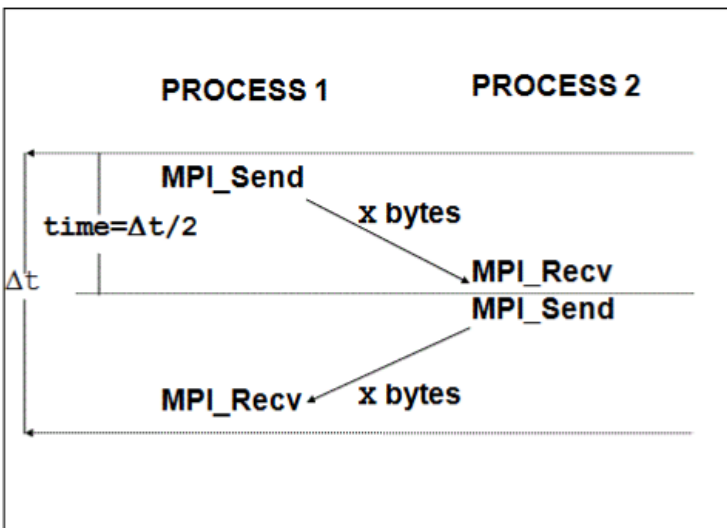 PROCESS 1
PROCESS 2
MPI_Send
x bytes
time=Δt/2
MPI_Recv
Δt
MPI_Send
MPI_Recv
x bytes